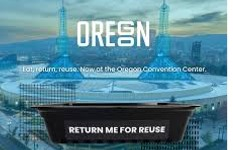 OREGON
Eat, return, reuse. Now at the Oregon Convention Center.
RETURN ME FOR REUSE